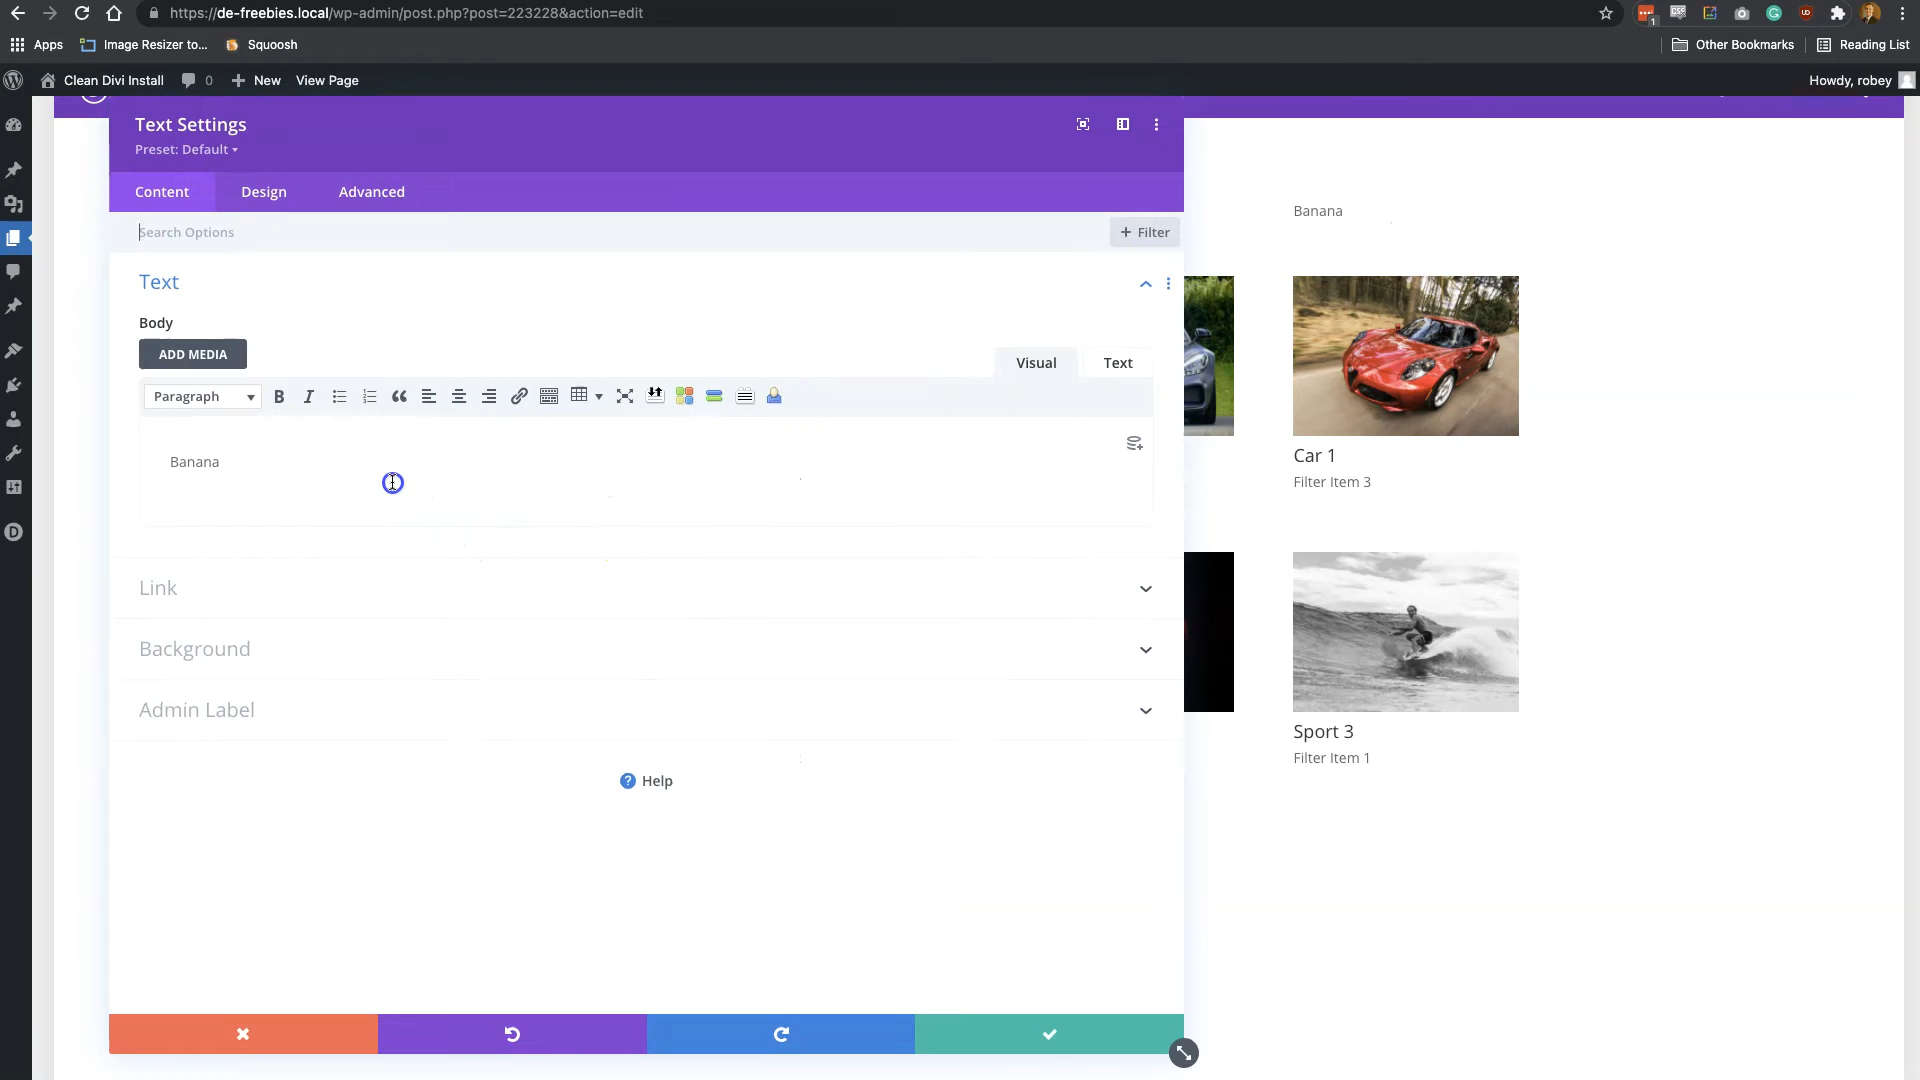 https://de-freebies.local/wp-admin/post.php?post=223228&action=edit
1
Apps
Image Resizer to...
Squoosh
Other Bookmarks
Reading List
Clean Divi Install
0
New
View Page
Howdy, robey
Text Settings
Preset: Default
Content
Design
Advanced
Search Options
+ Filter
Banana
Text
Body
ADD MEDIA
Visual
Text
Paragraph
B
I
Banana
Car 1
Filter Item 3
Link
Background
Admin Label
Sport 3
Filter Item 1
? Help